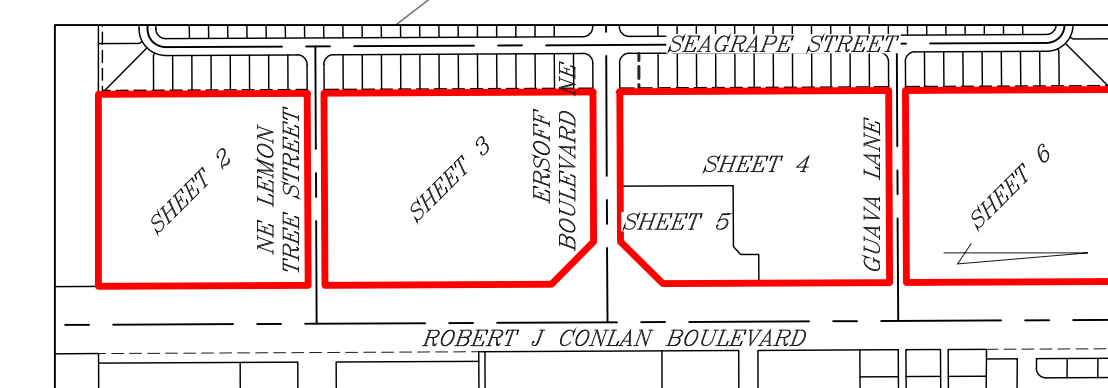 SEAGRAPE STREET
SHEET 2
NE LEMON
TREE STREET
SHEET 3
ERSOFF
BOULEVARD NE
SHEET 4
SHEET 5
GUAVA LANE
SHEET 6
ROBERT J CONLAN BOULEVARD